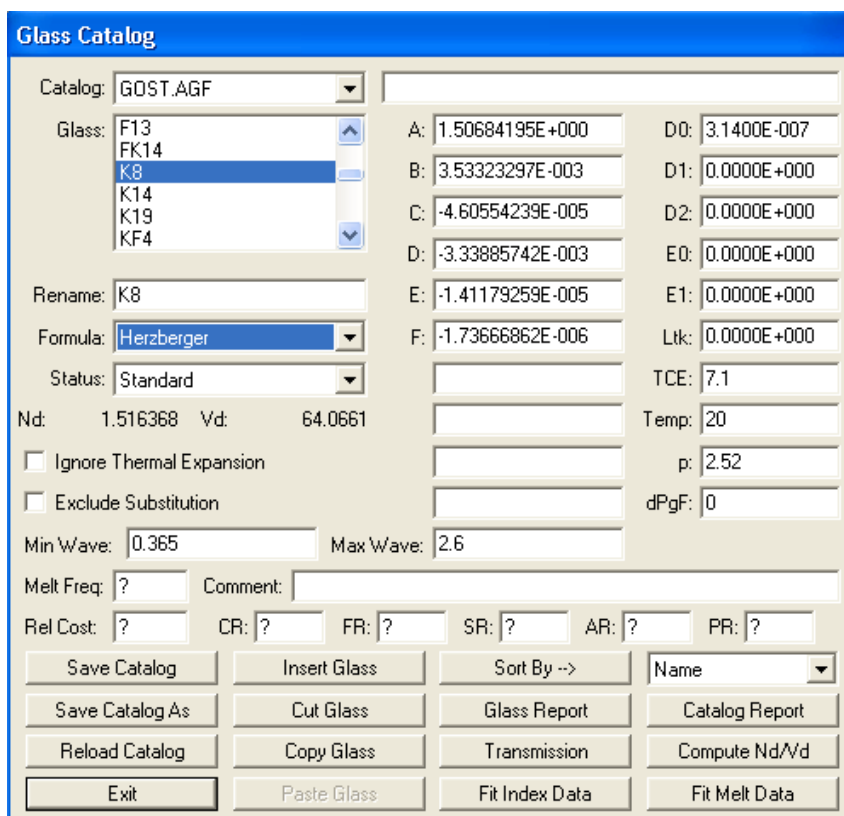 Glass Catalog
Catalog: GOST.AGF
Glass: F13 A: 1.50684195E+000 D0: 3.1400E-007
FK14
K8 B: 3.53323297E-003 D1: 0.0000E+000
K14
K19 C: -4.60554239E-005 D2: 0.0000E+000
KF4
D: -3.33885742E-003 E0: 0.0000E+000
Rename: K8 E: -1.41179259E-005 E1: 0.0000E+000
Formula: Herzberger F: -1.73666862E-006 Ltk: 0.0000E+000
Status: Standard TCE: 7.1
Nd: 1.516368 Vd: 64.0661 Temp: 20
Ignore Thermal Expansion p: 2.52
Exclude Substitution dPgF: 0
Min Wave: 0.365 Max Wave: 2.6
Melt Freq: ? Comment:
Rel Cost: ? CR: ? FR: ? SR: ? AR: ? PR: ?
Save Catalog Insert Glass Sort By --> Name
Save Catalog As Cut Glass Glass Report Catalog Report
Reload Catalog Copy Glass Transmission Compute Nd/Vd
Exit Paste Glass Fit Index Data Fit Melt Data